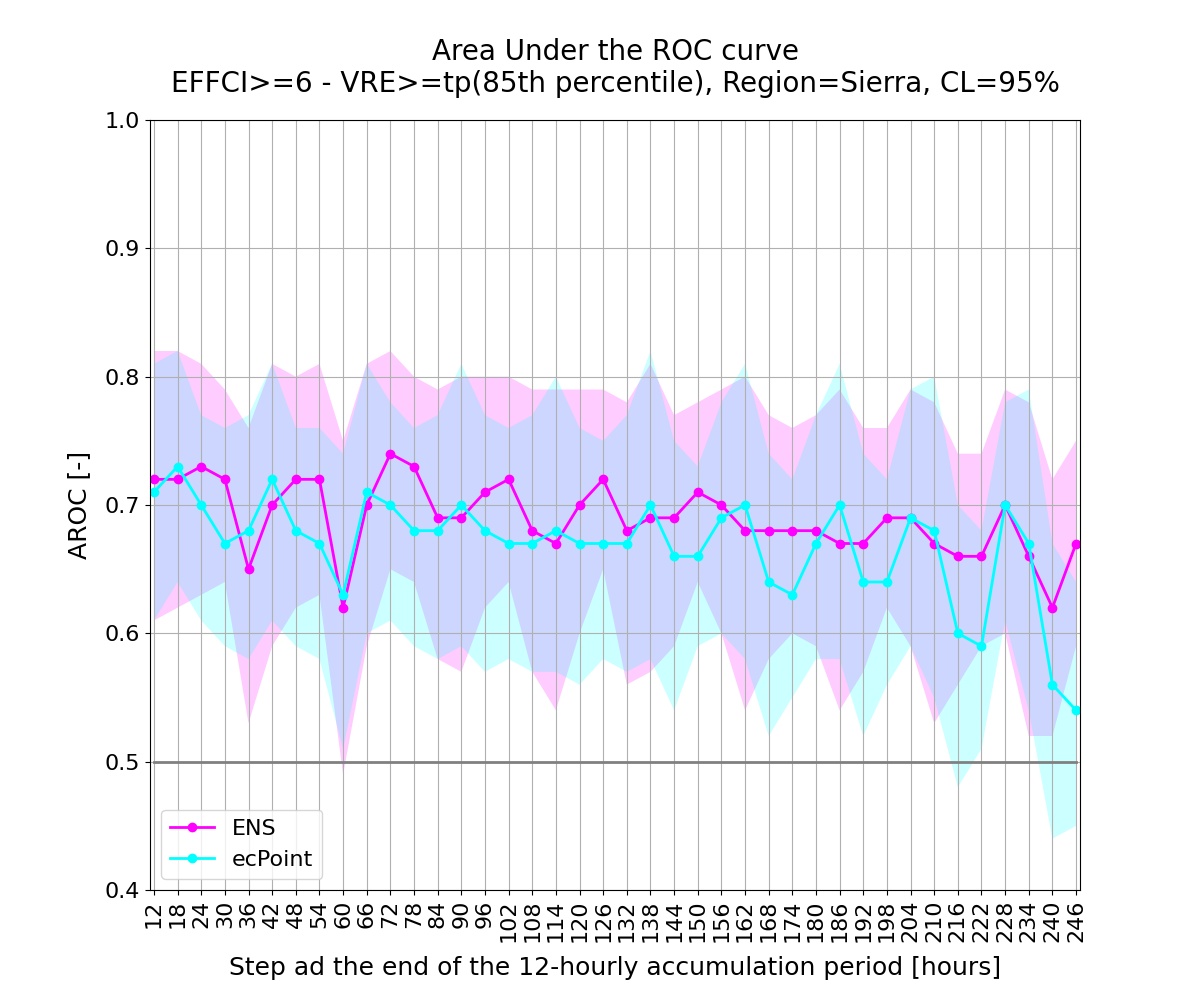 Area Under the ROC curve
EFFCI>=6 - VRE>=tp(85th percentile), Region=Sierra, CL=95%
1.0
0.9
0.8
0.7
0.6
0.5
0.4
AROC [-]
ENS
ecPoint
12 18 24 30 36 42 48 54 60 66 72 78 84 90 96 102 108 114 120 126 132 138 144 150 156 162 168 174 180 186 192 198 204 210 216 222 228 234 240 246
Step ad the end of the 12-hourly accumulation period [hours]